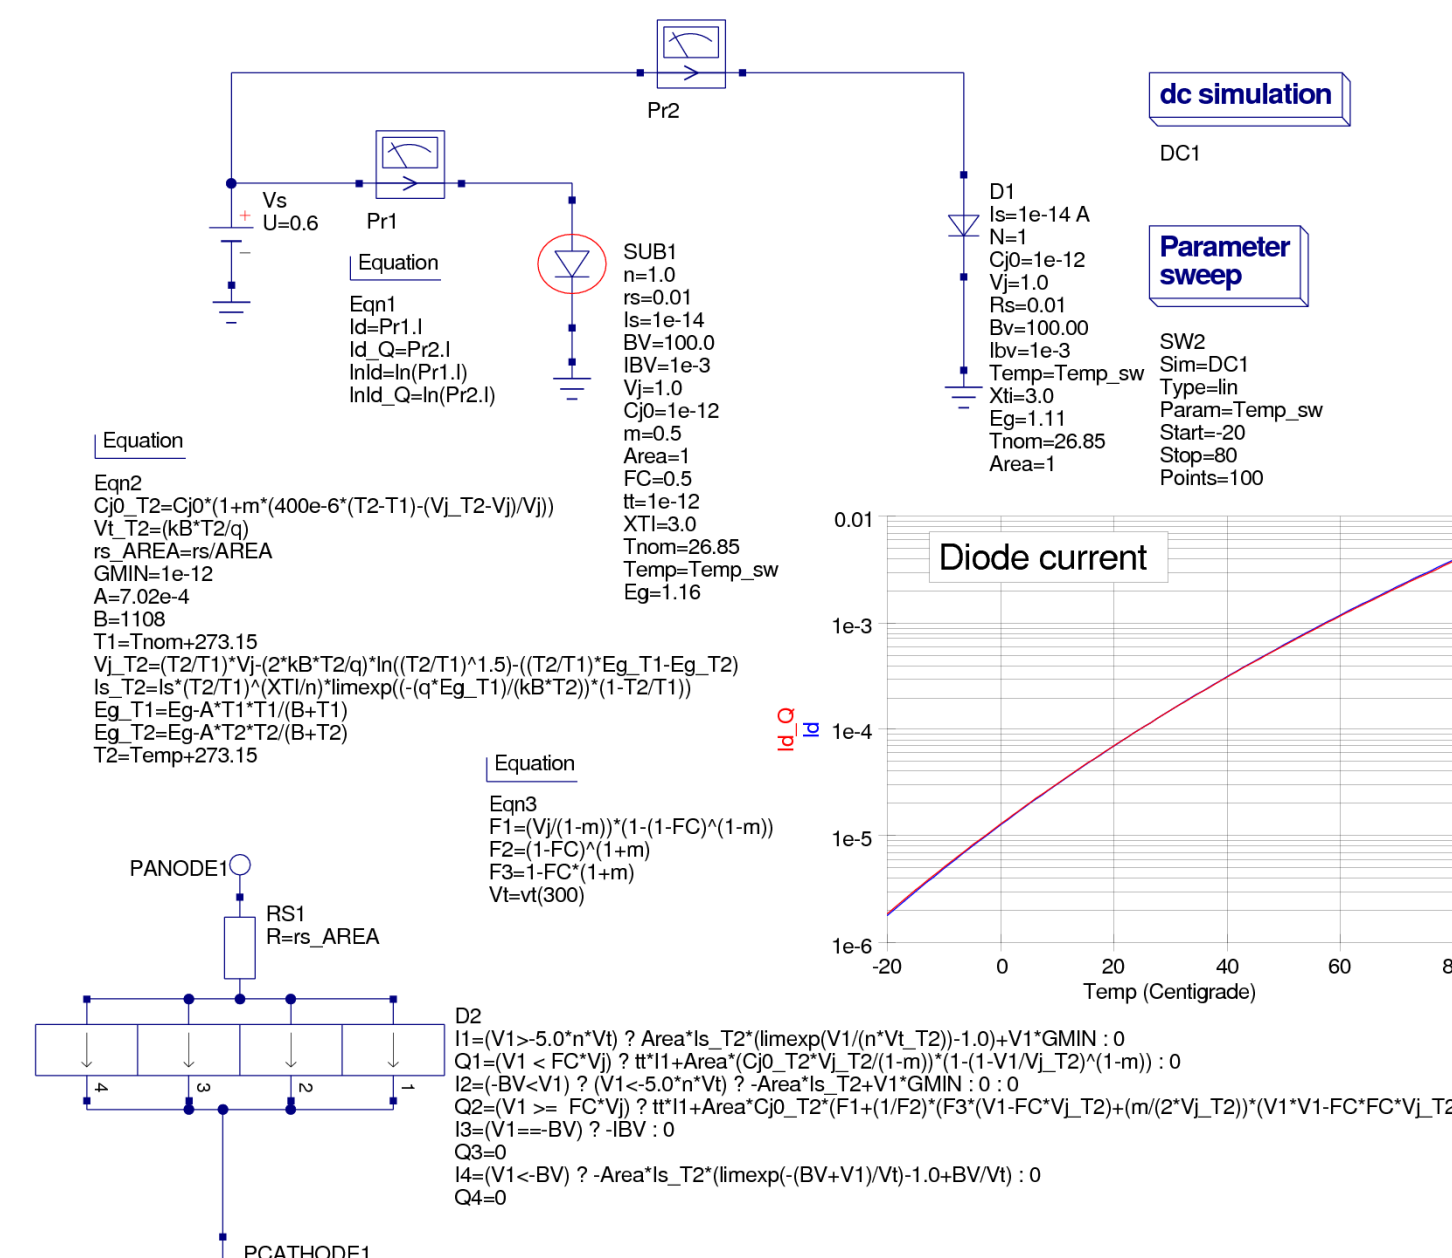 Pr2
dc simulation
DC1
Vs
U=0.6
Pr1
Equation
Eqn1
Id=Pr1.I
Id_Q=Pr2.I
lnId=ln(Pr1.I)
lnId_Q=ln(Pr2.I)
SUB1
n=1.0
rs=0.01
Is=1e-14
BV=100.0
IBV=1e-3
Vj=1.0
Cj0=1e-12
m=0.5
Area=1
FC=0.5
tt=1e-12
XTI=3.0
Tnom=26.85
Temp=Temp_sw
Eg=1.16
D1
Is=1e-14 A
N=1
Cj0=1e-12
Vj=1.0
Rs=0.01
Bv=100.00
Ibv=1e-3
Temp=Temp_sw
Xti=3.0
Eg=1.11
Tnom=26.85
Area=1
Parameter
sweep
SW2
Sim=DC1
Type=lin
Param=Temp_sw
Start=-20
Stop=80
Points=100
Equation
Eqn2
Cj0_T2=Cj0*(1+m*(400e-6*(T2-T1)-(Vj_T2-Vj)/Vj))
Vt_T2=(kB*T2/q)
rs_AREA=rs/AREA
GMIN=1e-12
A=7.02e-4
B=1108
T1=Tnom+273.15
Vj_T2=(T2/T1)*Vj-(2*kB*T2/q)*ln((T2/T1)^1.5)-((T2/T1)*Eg_T1-Eg_T2)
Is_T2=Is*(T2/T1)^(XTI/n)*limexp((-(q*Eg_T1)/(kB*T2))*(1-T2/T1))
Eg_T1=Eg-A*T1*T1/(B+T1)
Eg_T2=Eg-A*T2*T2/(B+T2)
T2=Temp+273.15
Equation
Eqn3
F1=(Vj/(1-m))*(1-(1-FC)^(1-m))
F2=(1-FC)^(1+m)
F3=1-FC*(1+m)
Vt=vt(300)
Diode current
0.01
1e-3
1e-4
1e-5
1e-6
Id_Q
Id
-20
0
20
40
60
8
Temp (Centigrade)
PANODE1
RS1
R=rs_AREA
4
3
2
1
D2
I1=(V1>-5.0*n*Vt) ? Area*Is_T2*(limexp(V1/(n*Vt_T2))-1.0)+V1*GMIN : 0
Q1=(V1 < FC*Vj) ? tt*I1+Area*(Cj0_T2*Vj_T2/(1-m))*(1-(1-V1/Vj_T2)^(1-m)) : 0
I2=(-BV<V1) ? (V1<-5.0*n*Vt) ? -Area*Is_T2+V1*GMIN : 0 : 0
Q2=(V1 >= FC*Vj) ? tt*I1+Area*Cj0_T2*(F1+(1/F2)*(F3*(V1-FC*Vj_T2)+(m/(2*Vj_T2))*(V1*V1-FC*FC*Vj_T2
I3=(V1==-BV) ? -IBV : 0
Q3=0
I4=(V1<-BV) ? -Area*Is_T2*(limexp(-(BV+V1)/Vt)-1.0+BV/Vt) : 0
Q4=0
PCATHODE1